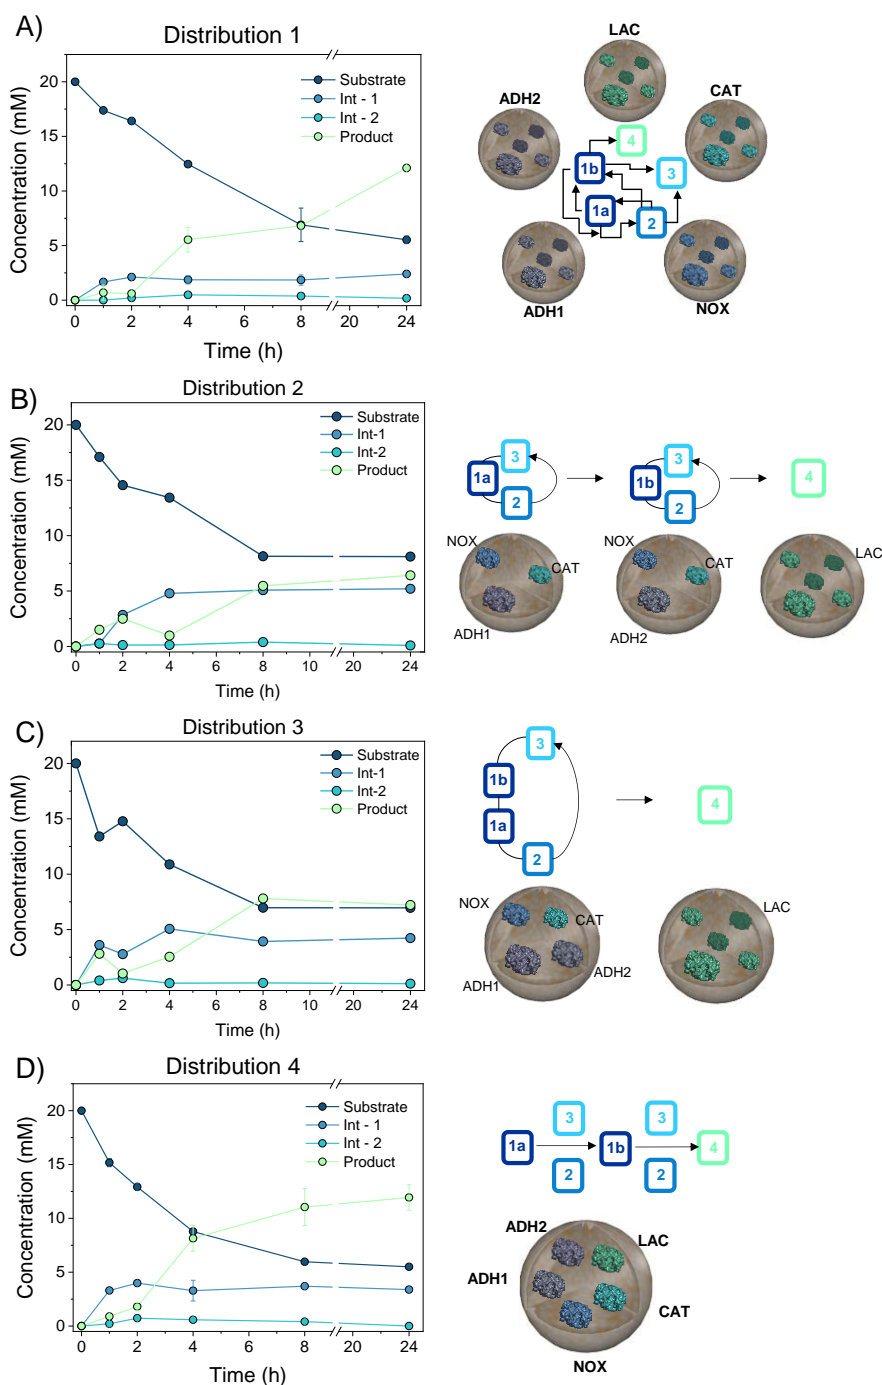 A)
Distribution 1
Concentration (mM)
20
15
10
5
0
Substrate
Int - 1
Int - 2
Product
0 2 4 6 8 20 24
Time (h)
LAC
ADH2
CAT
4
1b
3
1a
2
ADH1
NOX
B)
Distribution 2
Concentration (mM)
20
15
10
5
0
Substrate
Int-1
Int-2
Product
0 2 4 6 8 10 20 24
Time (h)
3
1a
2
3
1b
2
4
NOX
CAT
ADH1
NOX
CAT
ADH2
LAC
C)
Distribution 3
Concentration (mM)
20
15
10
5
0
Substrate
Int-1
Int-2
Product
0 2 4 6 8 10 20 24
Time (h)
3
1b
1a
2
4
NOX
CAT
ADH1
ADH2
LAC
D)
Distribution 4
Concentration (mM)
20
15
10
5
0
Substrate
Int - 1
Int - 2
Product
0 2 4 6 8 20 24
Time (h)
3 3
1a 1b 4
2 2
ADH2
LAC
ADH1
CAT
NOX